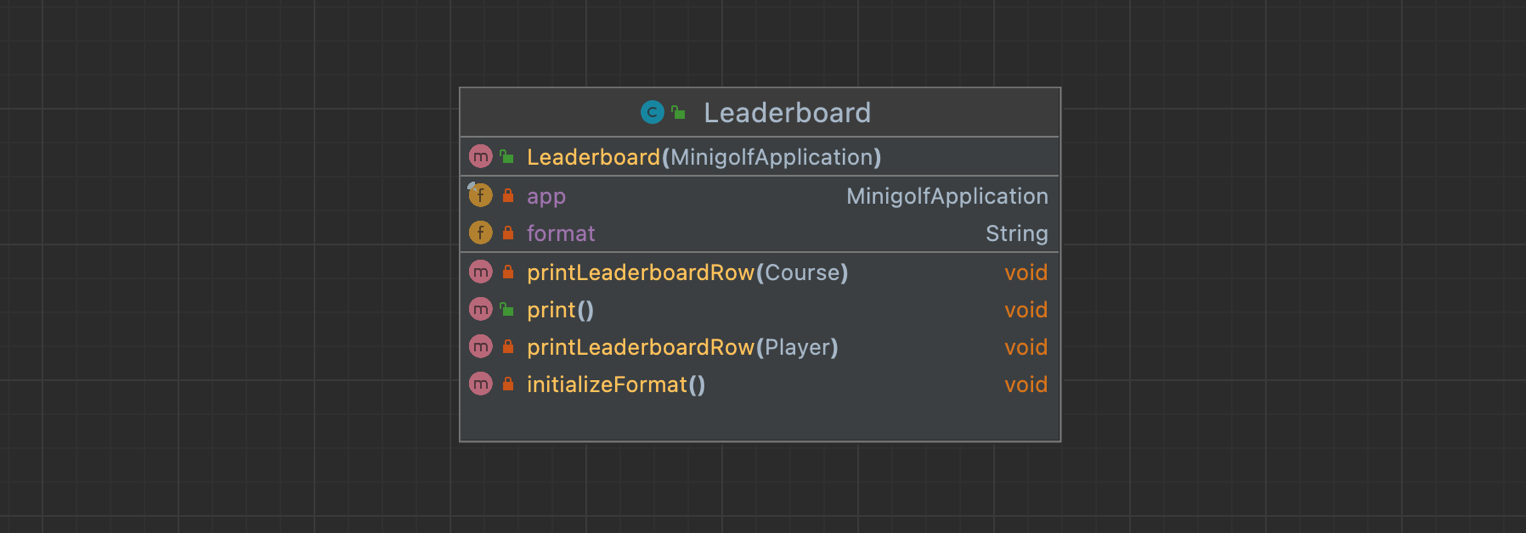 C Leaderboard
m Leaderboard(MinigolfApplication)
f app MinigolfApplication
f format String
m printLeaderboardRow(Course) void
m print() void
m printLeaderboardRow(Player) void
m initializeFormat() void